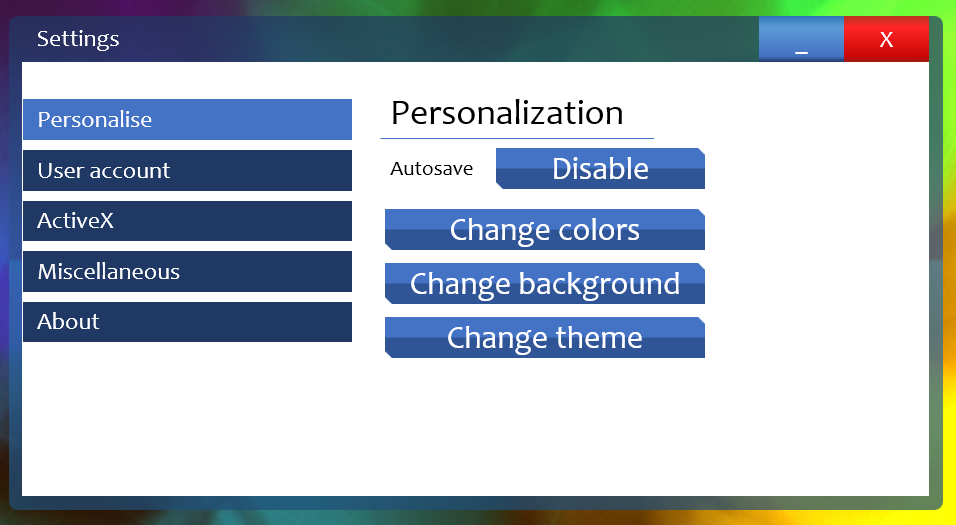 Settings
_
X
Personalise
User account
ActiveX
Miscellaneous
About
Personalization
Autosave
Disable
Change colors
Change background
Change theme